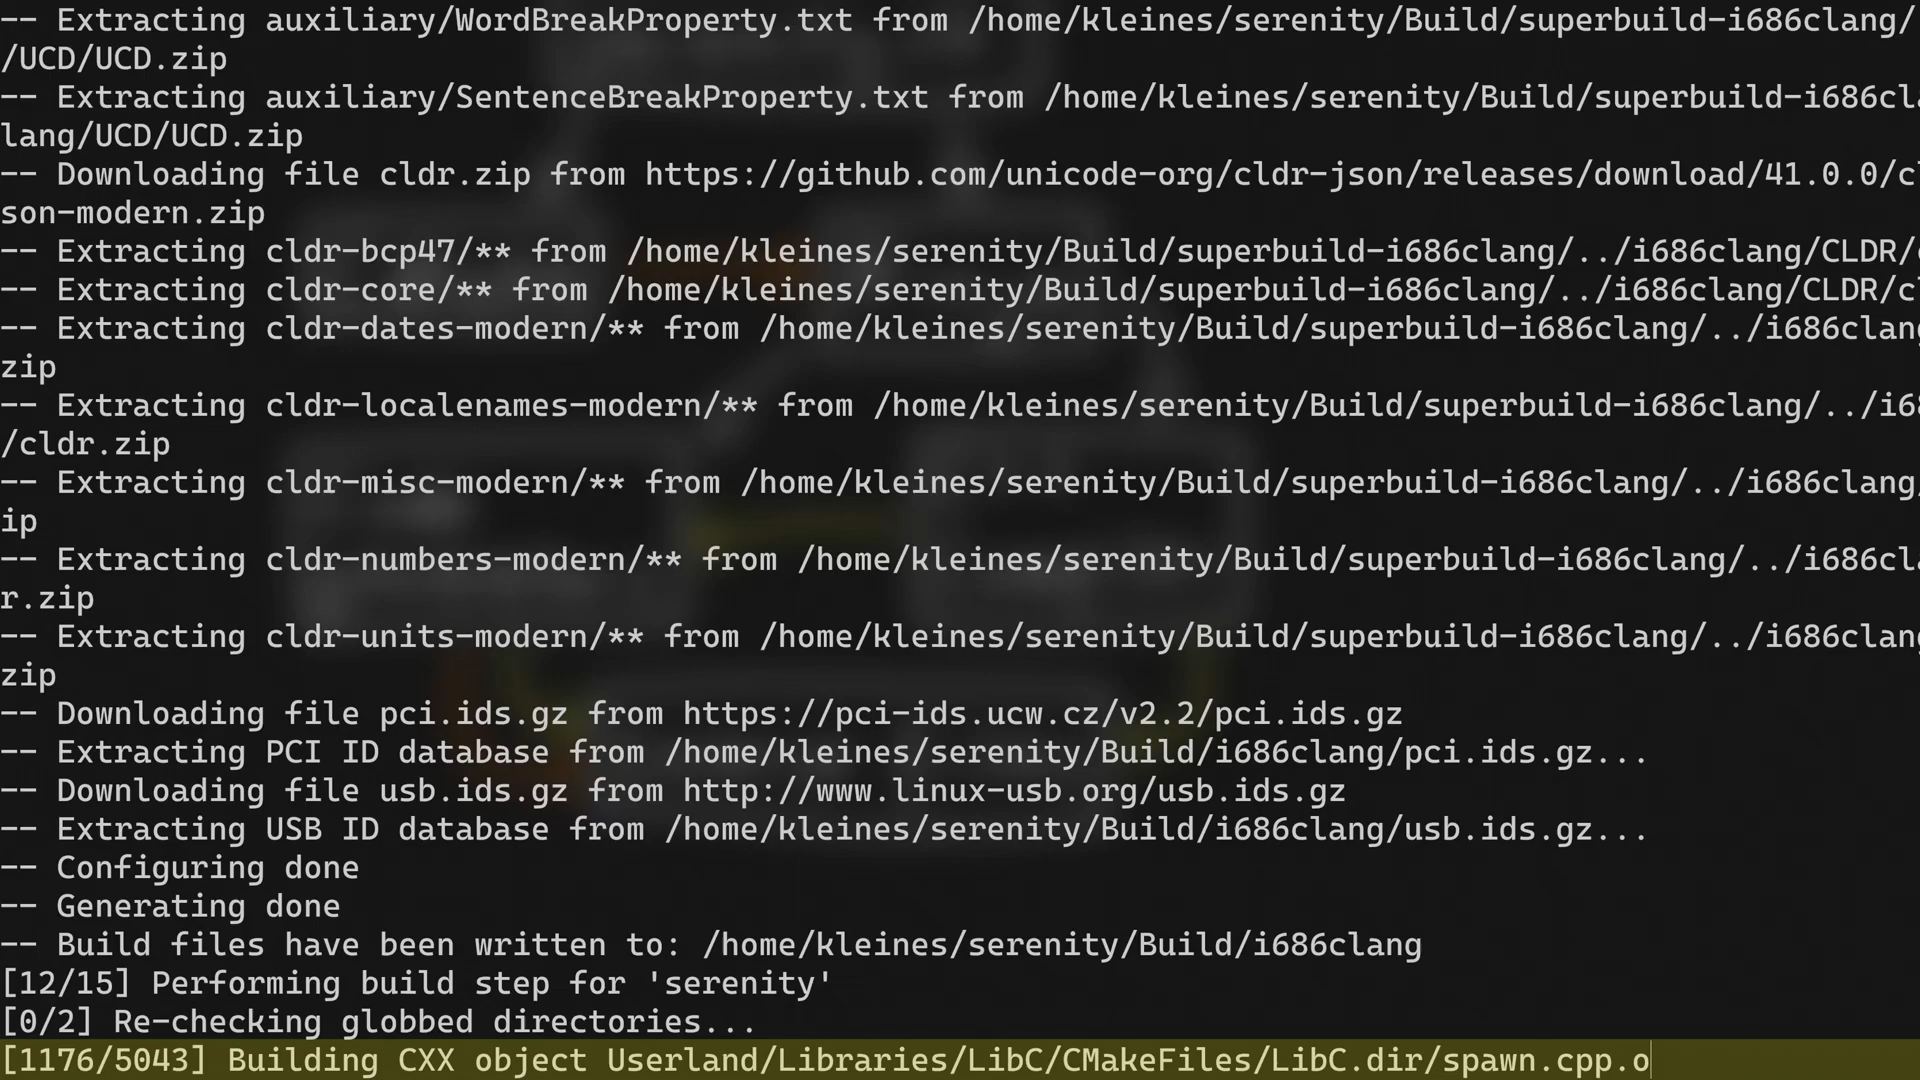 -- Extracting auxiliary/WordBreakProperty.txt from /home/kleines/serenity/Build/superbuild-i686clang/
/UCD/UCD.zip
-- Extracting auxiliary/SentenceBreakProperty.txt from /home/kleines/serenity/Build/superbuild-i686cl
lang/UCD/UCD.zip
-- Downloading file cldr.zip from https://github.com/unicode-org/cldr-json/releases/download/41.0.0/c
son-modern.zip
-- Extracting cldr-bcp47/** from /home/kleines/serenity/Build/superbuild-i686clang/../i686clang/CLDR/
-- Extracting cldr-core/** from /home/kleines/serenity/Build/superbuild-i686clang/../i686clang/CLDR/c
-- Extracting cldr-dates-modern/** from /home/kleines/serenity/Build/superbuild-i686clang/../i686clang
zip
-- Extracting cldr-localenames-modern/** from /home/kleines/serenity/Build/superbuild-i686clang/../i6
/cldr.zip
-- Extracting cldr-misc-modern/** from /home/kleines/serenity/Build/superbuild-i686clang/../i686clang/
ip
-- Extracting cldr-numbers-modern/** from /home/kleines/serenity/Build/superbuild-i686clang/../i686cl
r.zip
-- Extracting cldr-units-modern/** from /home/kleines/serenity/Build/superbuild-i686clang/../i686clang
zip
-- Downloading file pci.ids.gz from https://pci-ids.ucw.cz/v2.2/pci.ids.gz
-- Extracting PCI ID database from /home/kleines/serenity/Build/i686clang/pci.ids.gz...
-- Downloading file usb.ids.gz from http://www.linux-usb.org/usb.ids.gz
-- Extracting USB ID database from /home/kleines/serenity/Build/i686clang/usb.ids.gz...
-- Configuring done
-- Generating done
-- Build files have been written to: /home/kleines/serenity/Build/i686clang
[12/15] Performing build step for 'serenity'
[0/2] Re-checking globbed directories...
[1176/5043] Building CXX object Userland/Libraries/LibC/CMakeFiles/LibC.dir/spawn.cpp.o